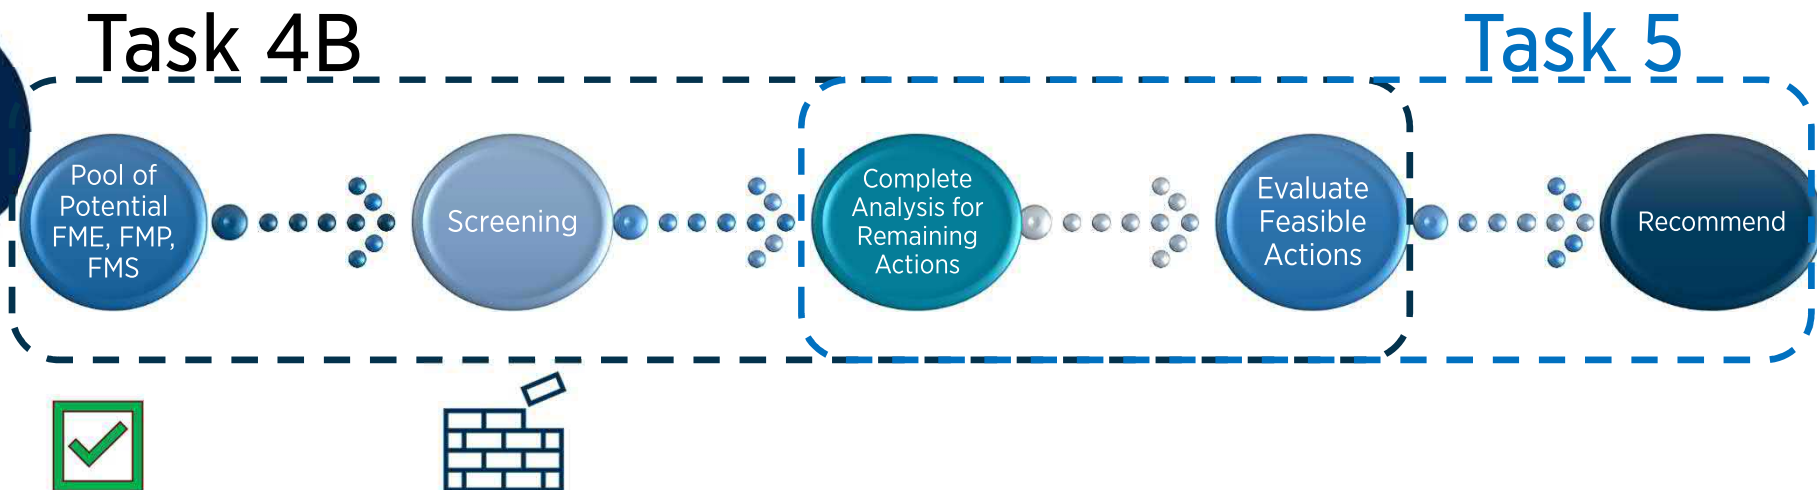 Task 4B
Task 5
Pool of
Potential
FME, FMP,
FMS
Screening
Complete
Analysis for
Remaining
Actions
Evaluate
Feasible
Actions
Recommend